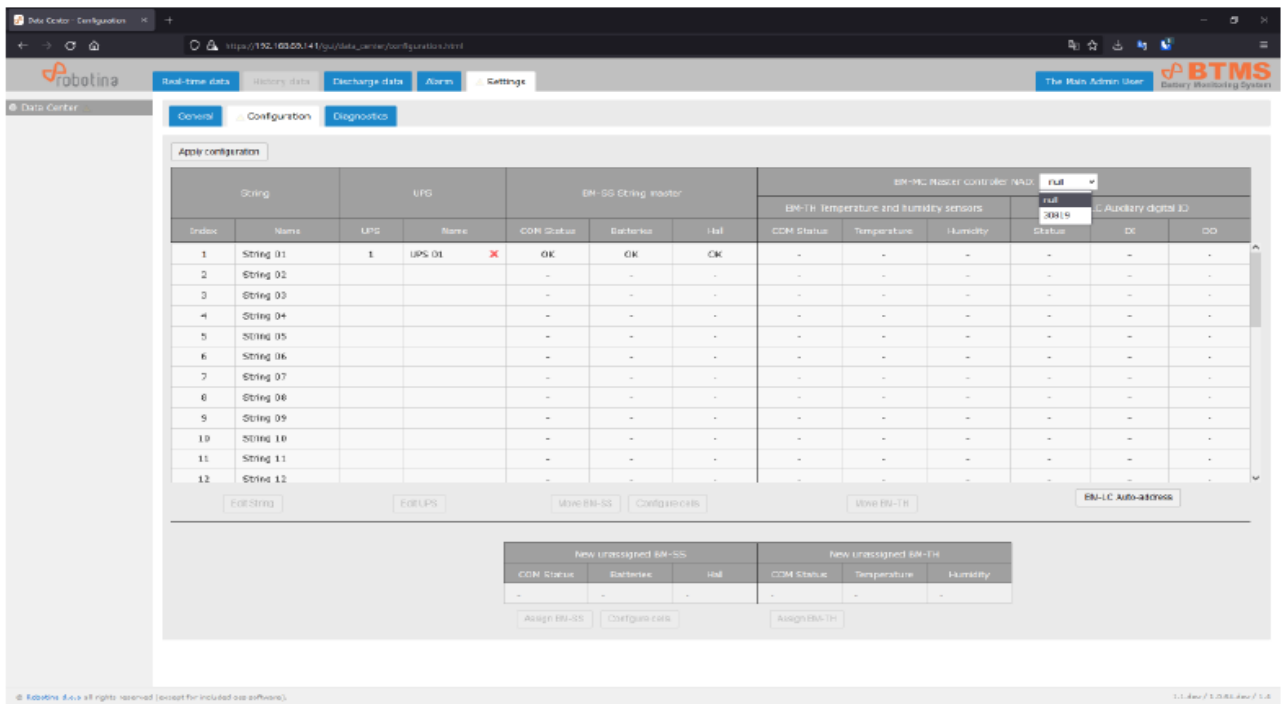 Data Center - Configuration
https://192.168.89.141/gui/data_center/configuration.html
robotina
Real-time data
History data
Discharge data
Alarm
Settings
The Main Admin User
BTMS
Battery Monitoring System
Data Center
General
Configuration
Diagnostics
Apply configuration
String
UPS
BM-SS String master
BM-MC Master controller NAD:
null
null
30819
BM-TH Temperature and humidity sensors
LC Auxiliary digital IO
Index Name UPS Name COM Status Batteries Hall COM Status Temperature Humidity Status DI DO
1 String 01 1 UPS 01 OK OK OK - - - - - -
2 String 02 - - - - - - - - -
3 String 03 - - - - - - - - -
4 String 04 - - - - - - - - -
5 String 05 - - - - - - - - -
6 String 06 - - - - - - - - -
7 String 07 - - - - - - - - -
8 String 08 - - - - - - - - -
9 String 09 - - - - - - - - -
10 String 10 - - - - - - - - -
11 String 11 - - - - - - - - -
12 String 12 - - - - - - - - -
Edit String
Edit UPS
Move BM-SS
Configure cells
Move BM-TH
BM-LC Auto-address
New unassigned BM-SS
New unassigned BM-TH
COM Status Batteries Hall COM Status Temperature Humidity
- - - - - -
Assign BM-SS
Configure cells
Assign BM-TH
© Robotina d.o.o all rights reserved (except for included oss software).